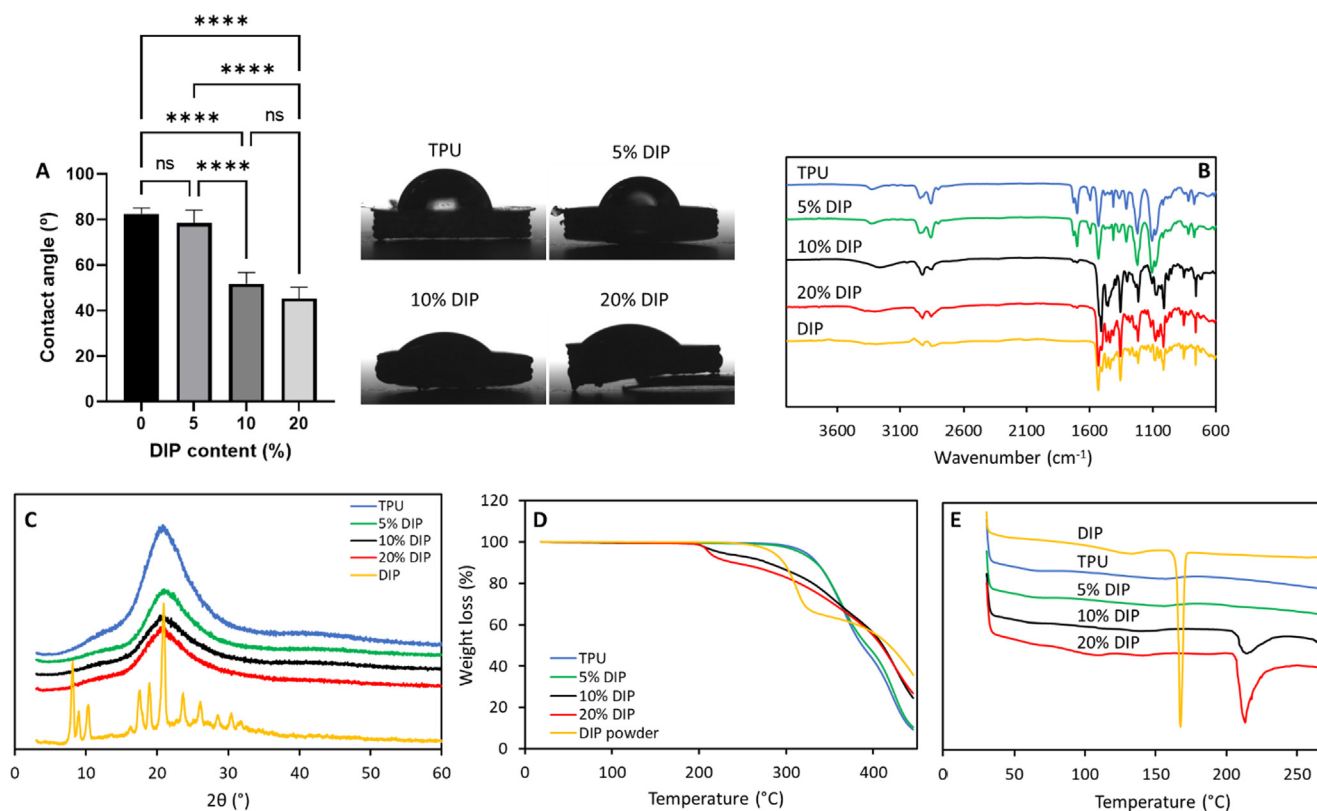 ****
****
ns
****
ns
****
A
100
80
60
40
20
0
Contact angle (º)
0 5 10 20
DIP content (%)
TPU
5% DIP
10% DIP
20% DIP
B
TPU
5% DIP
10% DIP
20% DIP
DIP
3600 3100 2600 2100 1600 1100 600
Wavenumber (cm⁻¹)
C
TPU
5% DIP
10% DIP
20% DIP
DIP
0 10 20 30 40 50 60
2θ (°)
D
120
100
80
60
40
20
0
Weight loss (%)
TPU
5% DIP
10% DIP
20% DIP
DIP powder
0 100 200 300 400
Temperature (°C)
E
DIP
TPU
5% DIP
10% DIP
20% DIP
0 50 100 150 200 250
Temperature (°C)